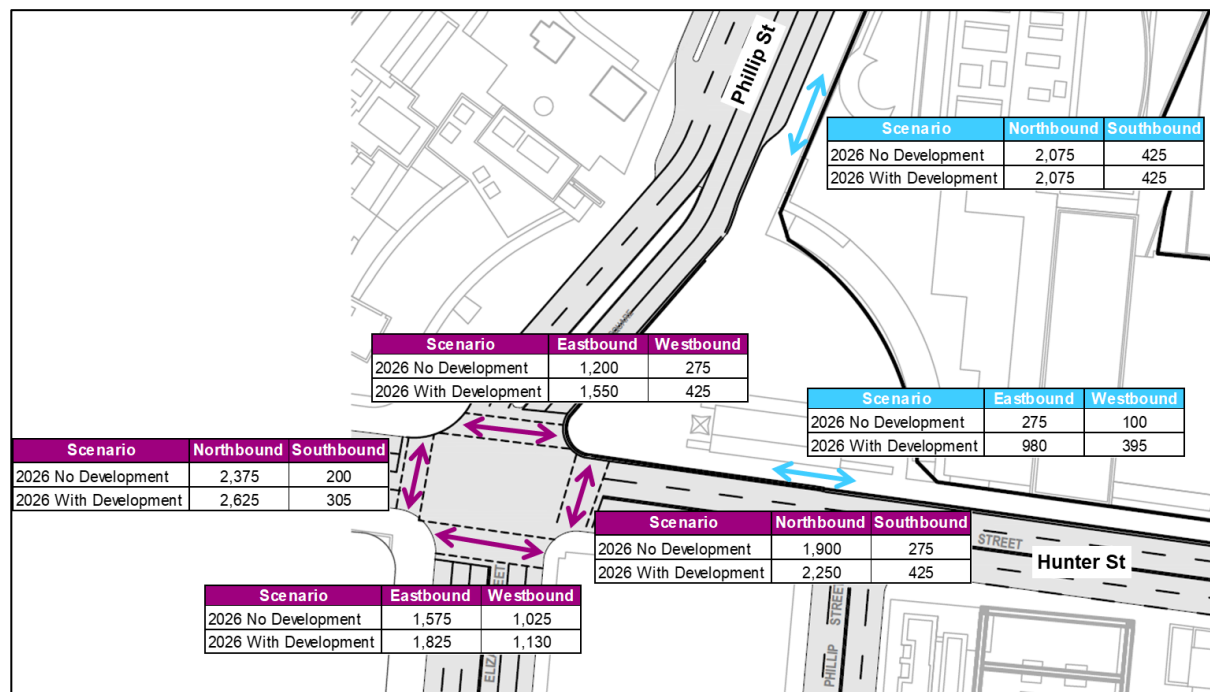 Phillip St
Scenario Northbound Southbound
2026 No Development 2,075 425
2026 With Development 2,075 425
SQUARE
Scenario Eastbound Westbound
2026 No Development 1,200 275
2026 With Development 1,550 425
Scenario Eastbound Westbound
2026 No Development 275 100
2026 With Development 980 395
Scenario Northbound Southbound
2026 No Development 2,375 200
2026 With Development 2,625 305
Scenario Northbound Southbound
2026 No Development 1,900 275
2026 With Development 2,250 425
STREET
Hunter St
Scenario Eastbound Westbound
2026 No Development 1,575 1,025
2026 With Development 1,825 1,130
PHILLIP STREET